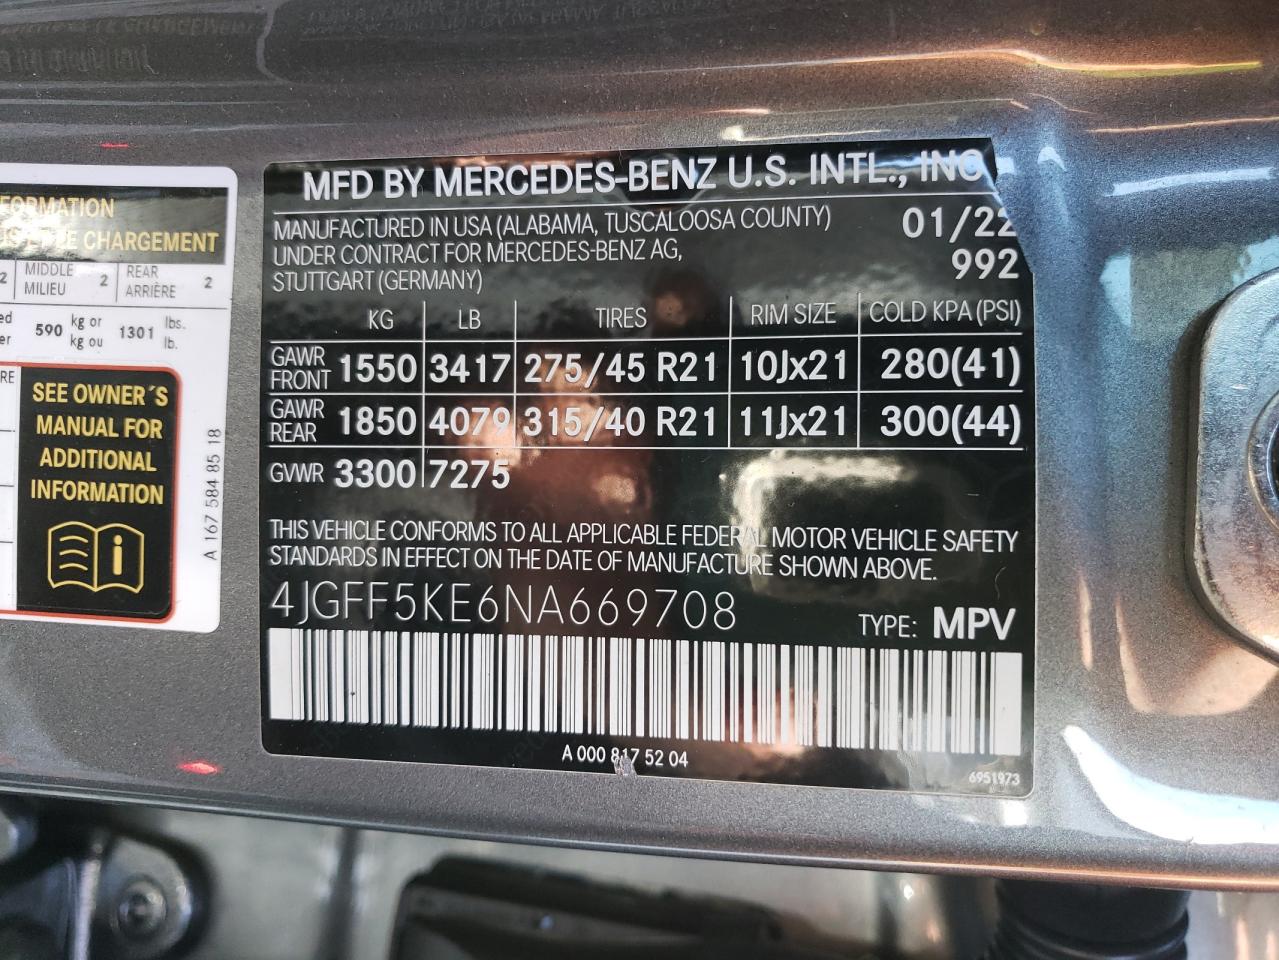 FORMATION
CHARGEMENT
2 MIDDLE MILIEU 2 REAR ARRIÈRE 2
590 kg or kg ou 1301 lbs. lb.
SEE OWNER´S
MANUAL FOR
ADDITIONAL
INFORMATION
A 167 584 85 18
MFD BY MERCEDES-BENZ U.S. INTL., INC
MANUFACTURED IN USA (ALABAMA, TUSCALOOSA COUNTY) 01/22
UNDER CONTRACT FOR MERCEDES-BENZ AG, 992
STUTTGART (GERMANY)
KG LB TIRES RIM SIZE COLD KPA (PSI)
GAWR FRONT 1550 3417 275/45 R21 10Jx21 280(41)
GAWR REAR 1850 4079 315/40 R21 11Jx21 300(44)
GVWR 3300 7275
THIS VEHICLE CONFORMS TO ALL APPLICABLE FEDERAL MOTOR VEHICLE SAFETY
STANDARDS IN EFFECT ON THE DATE OF MANUFACTURE SHOWN ABOVE.
4JGFF5KE6NA669708
TYPE: MPV
A 000 817 52 04
6951973